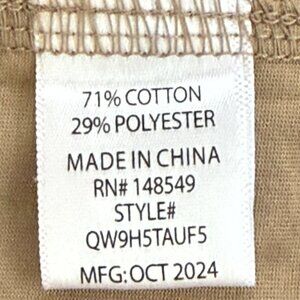 71% COTTON
29% POLYESTER
MADE IN CHINA
RN# 148549
STYLE#
QW9H5TAUF5
MFG: OCT 2024